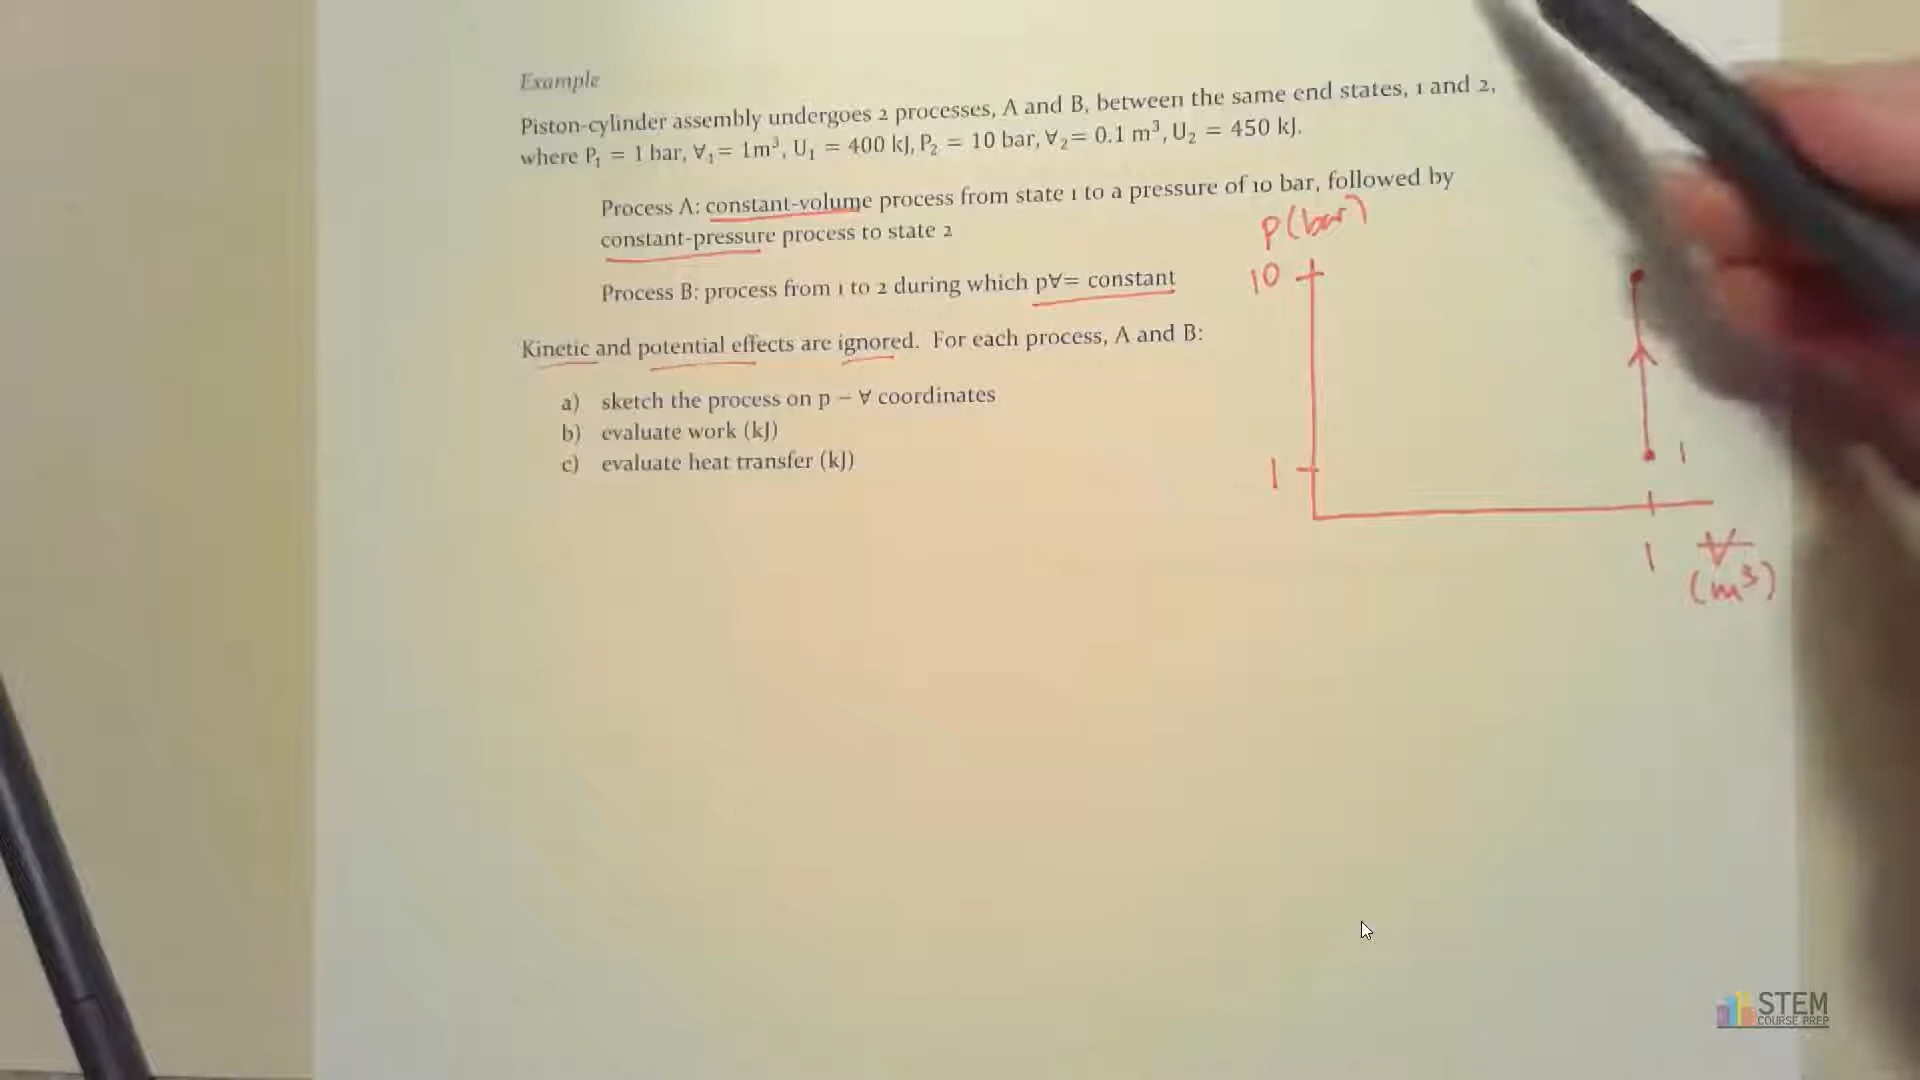 Example
Piston-cylinder assembly undergoes 2 processes, A and B, between the same end states, 1 and 2,
where P₁ = 1 bar, ∀₁= 1m³, U₁ = 400 kJ, P₂ = 10 bar, ∀₂= 0.1 m³, U₂ = 450 kJ.
Process A: constant-volume process from state 1 to a pressure of 10 bar, followed by
constant-pressure process to state 2
Process B: process from 1 to 2 during which p∀= constant
Kinetic and potential effects are ignored. For each process, A and B:
a) sketch the process on p – ∀ coordinates
b) evaluate work (kJ)
c) evaluate heat transfer (kJ)
p(bar)
10
1
1
1
∀
(m³)
STEM
COURSE PREP